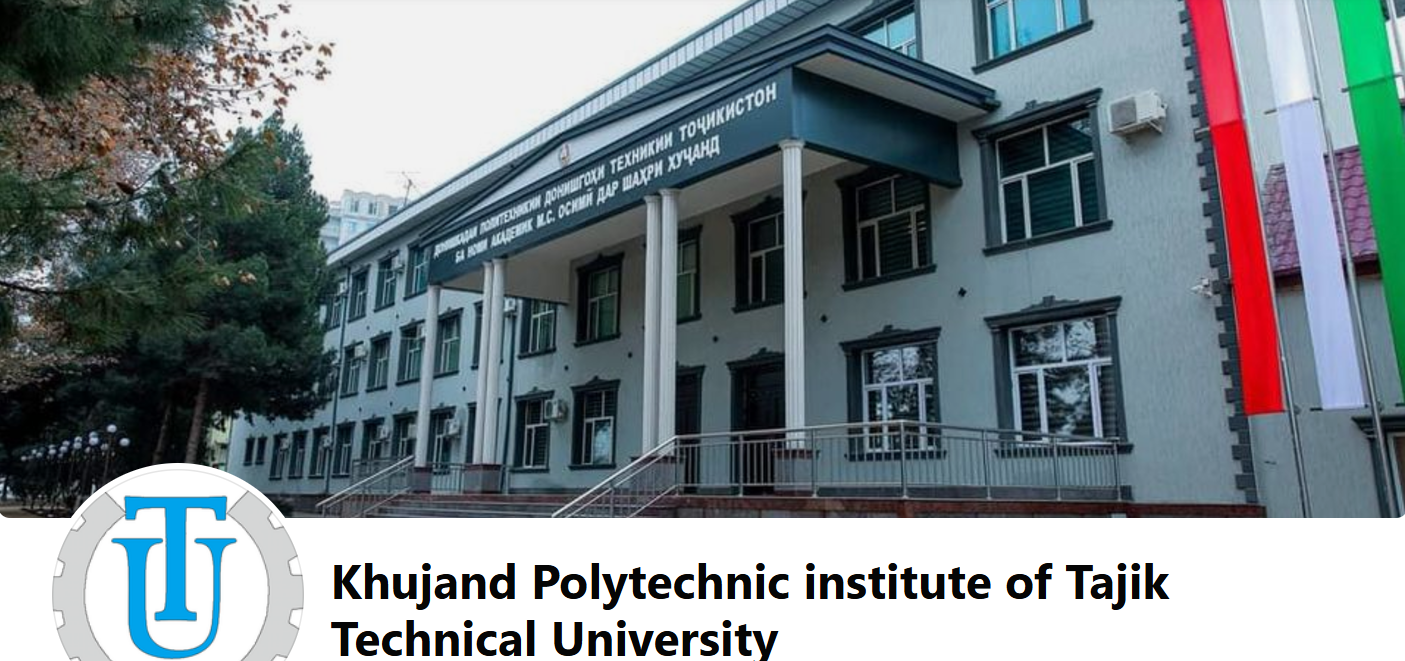 ДОНИШКАДАИ ПОЛИТЕХНИКИИ ДОНИШГОҲИ ТЕХНИКИИ ТОҶИКИСТОН
БА НОМИ АКАДЕМИК М.С. ОСИМӢ ДАР ШАҲРИ ХУҶАНД
TU
Khujand Polytechnic institute of Tajik
Technical University